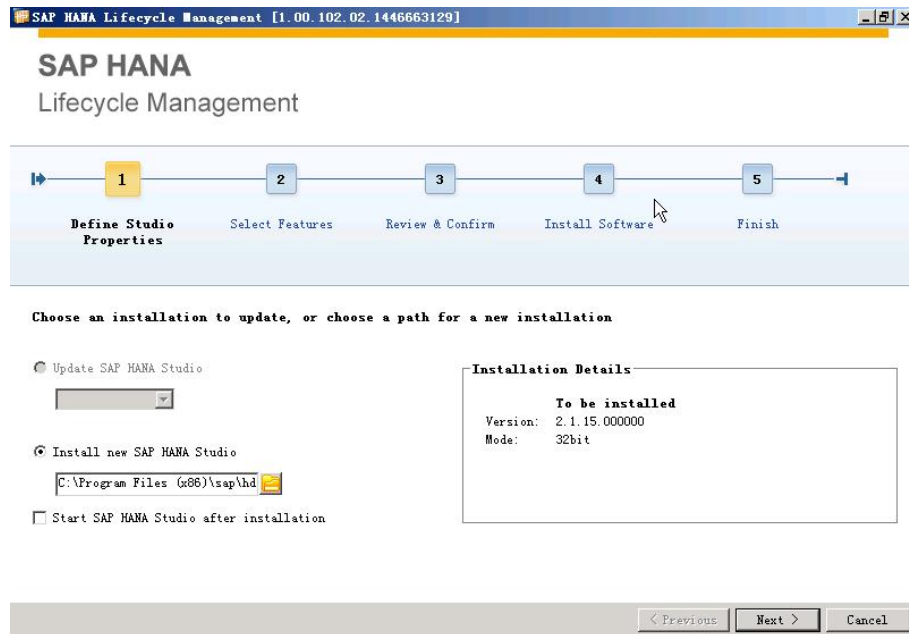 SAP HANA Lifecycle Management [1.00.102.02.1446663129]
SAP HANA
Lifecycle Management
1
2
3
4
5
Define Studio
Properties
Select Features
Review & Confirm
Install Software
Finish
Choose an installation to update, or choose a path for a new installation
Update SAP HANA Studio
Install new SAP HANA Studio
C:\Program Files (x86)\sap\hd
Start SAP HANA Studio after installation
Installation Details
To be installed
Version: 2.1.15.000000
Mode: 32bit
< Previous
Next >
Cancel